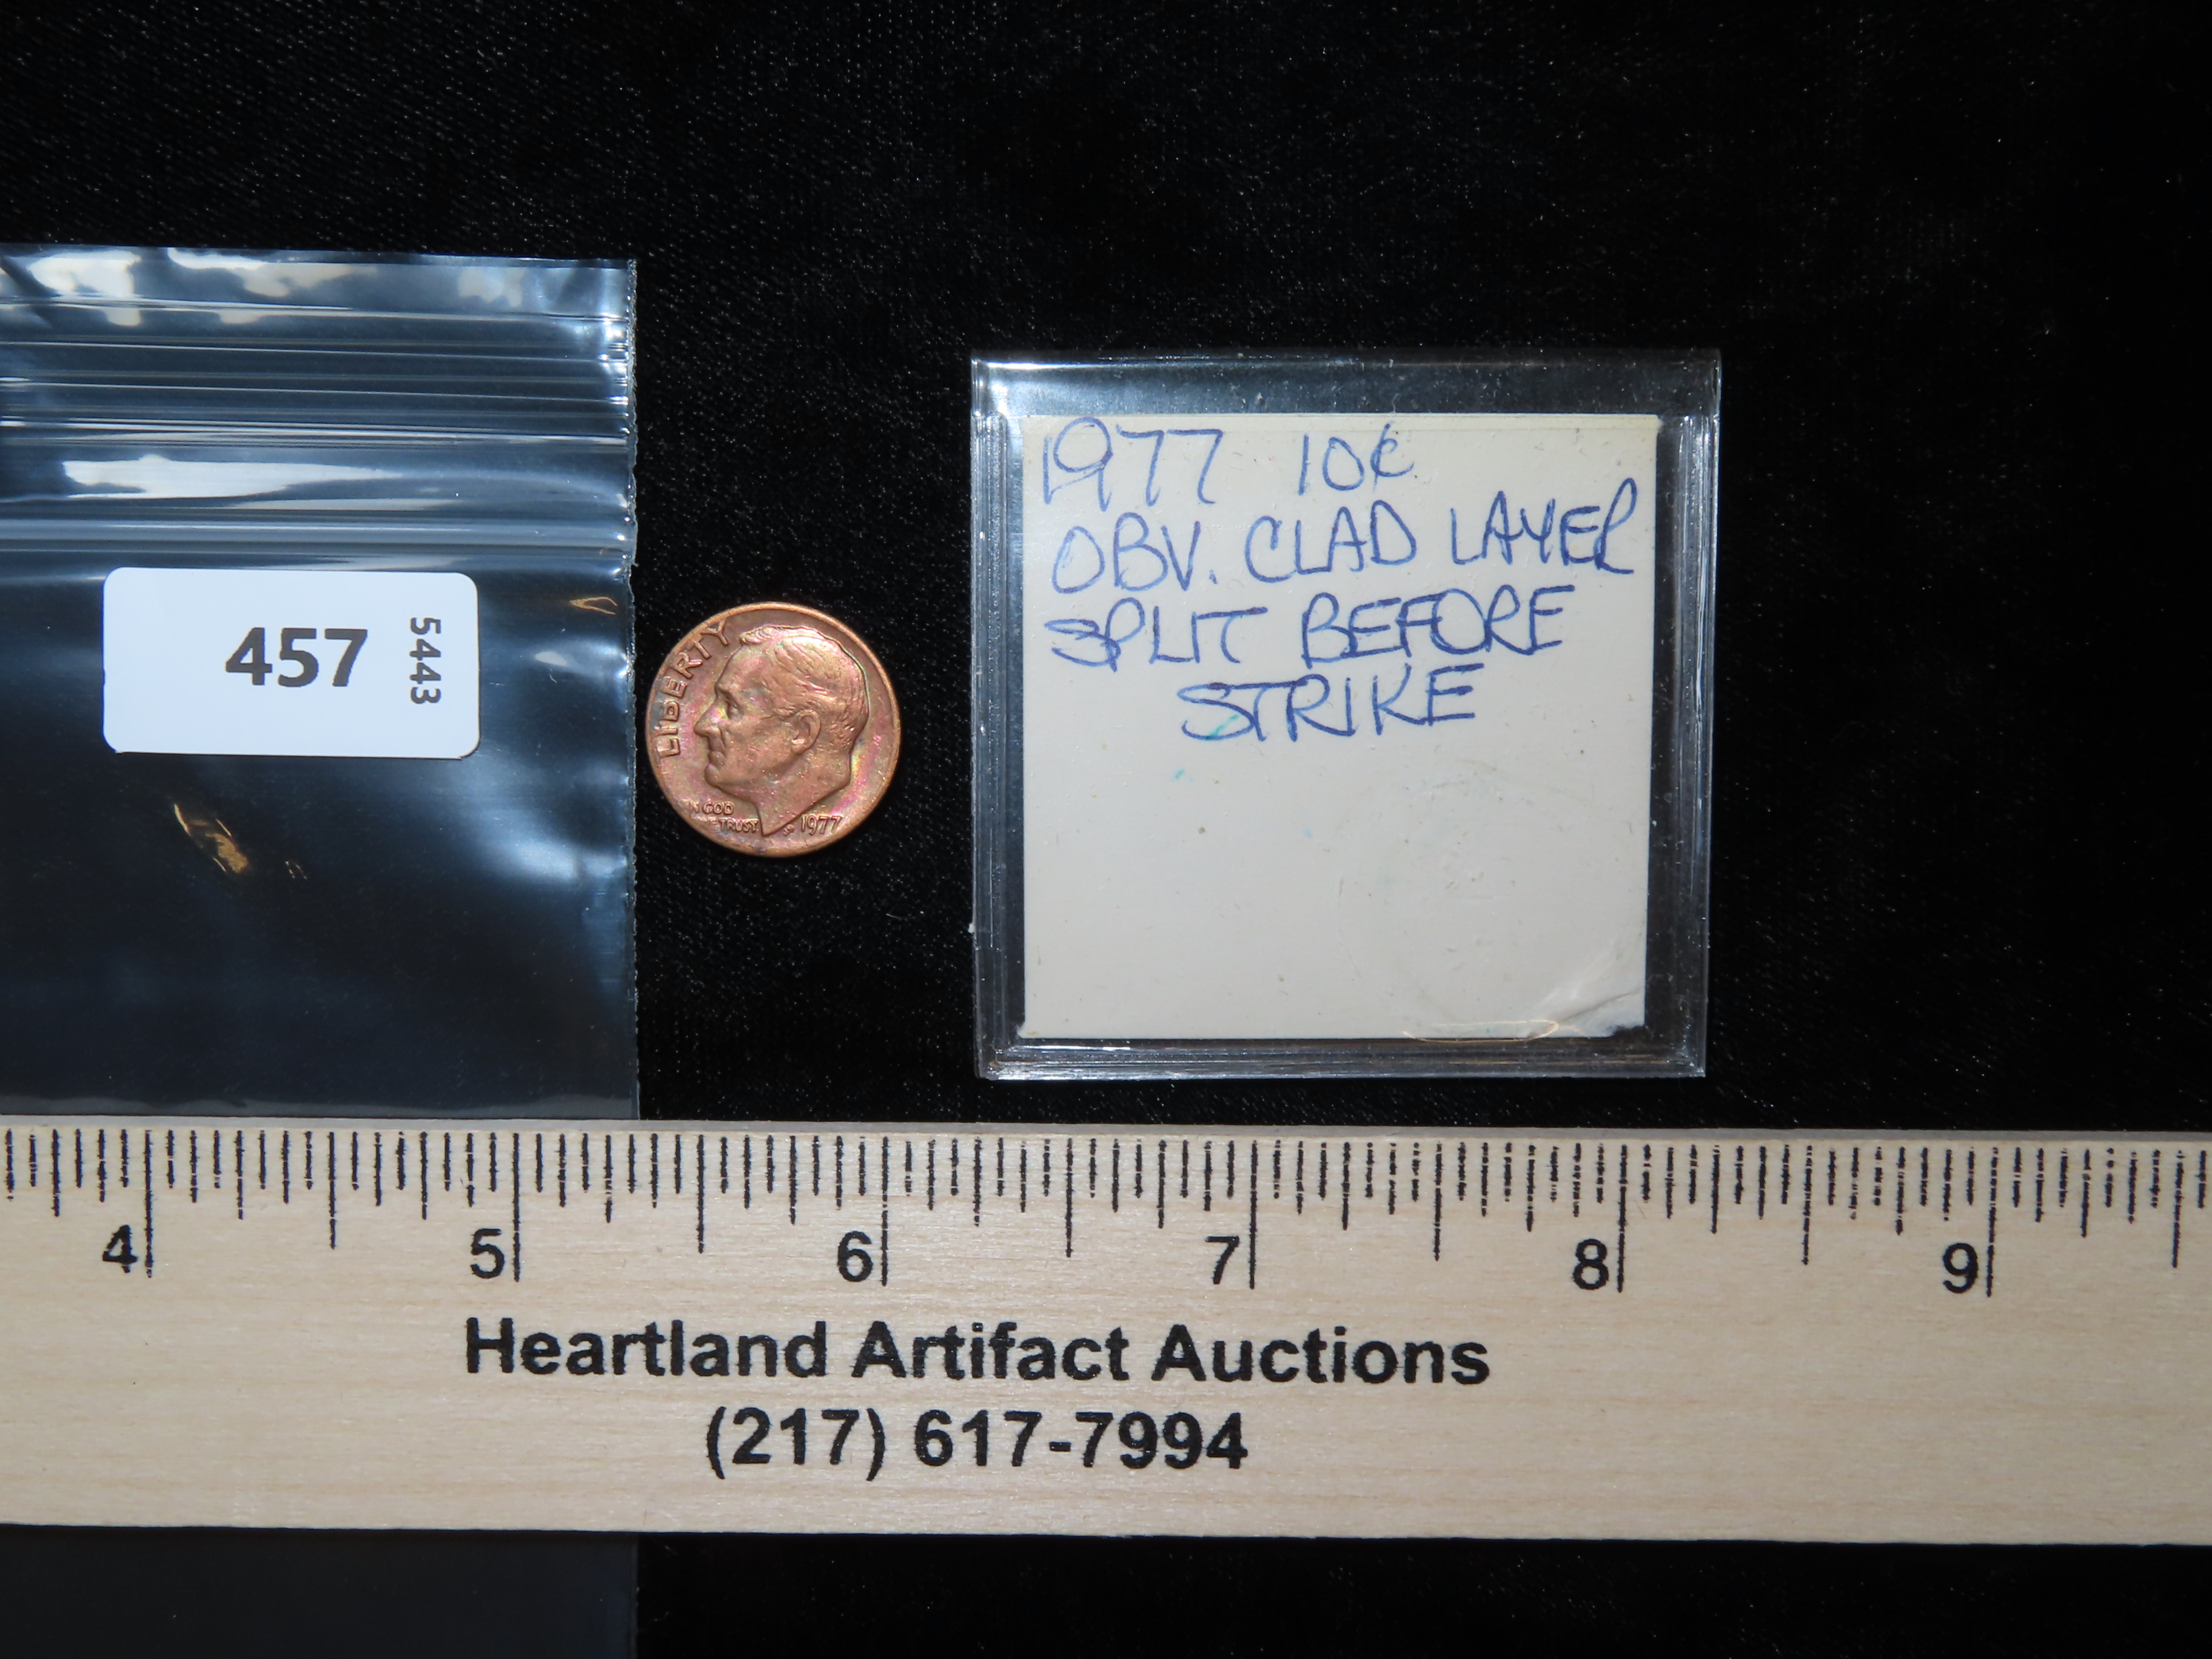 1977 10¢
OBV. CLAD LAYER
SPLIT BEFORE
STRIKE
457
5443
LIBERTY
IN GOD
WE TRUST
1977
4 5 6 7 8 9
Heartland Artifact Auctions
(217) 617-7994